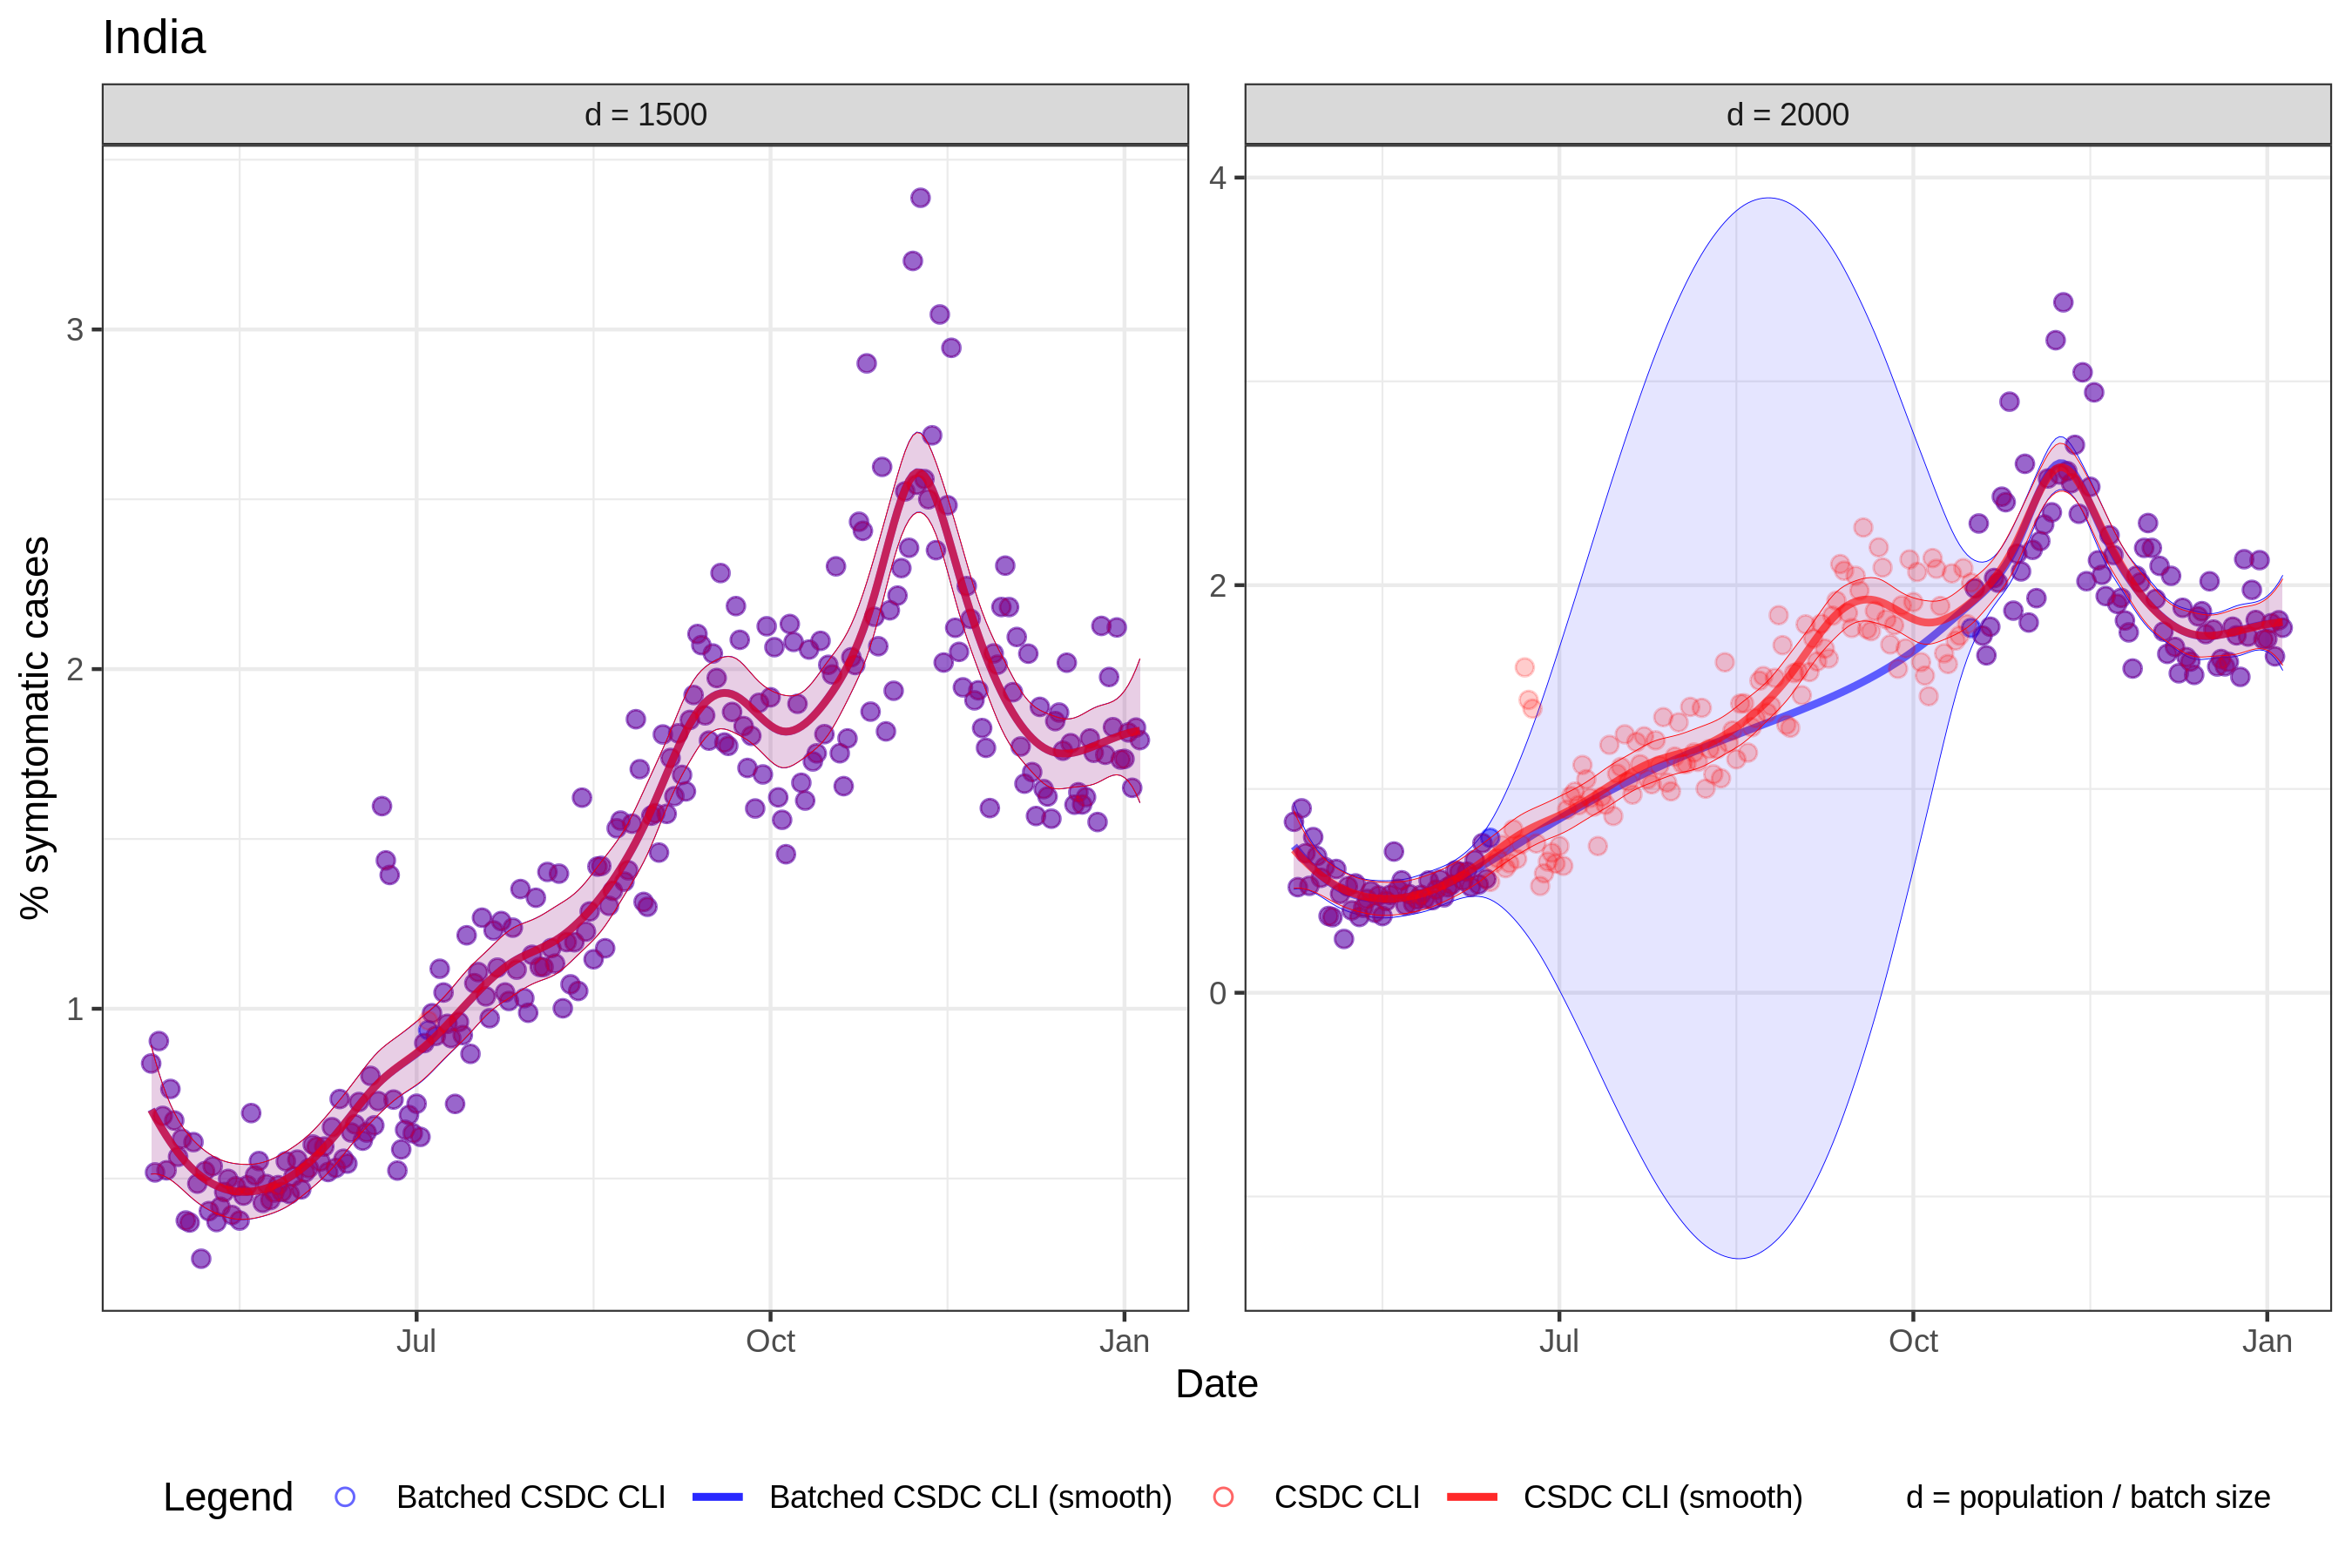 India
d = 1500
d = 2000
% symptomatic cases
3
2
1
4
2
0
Jul
Oct
Jan
Jul
Oct
Jan
Date
Legend
Batched CSDC CLI
Batched CSDC CLI (smooth)
CSDC CLI
CSDC CLI (smooth)
d = population / batch size